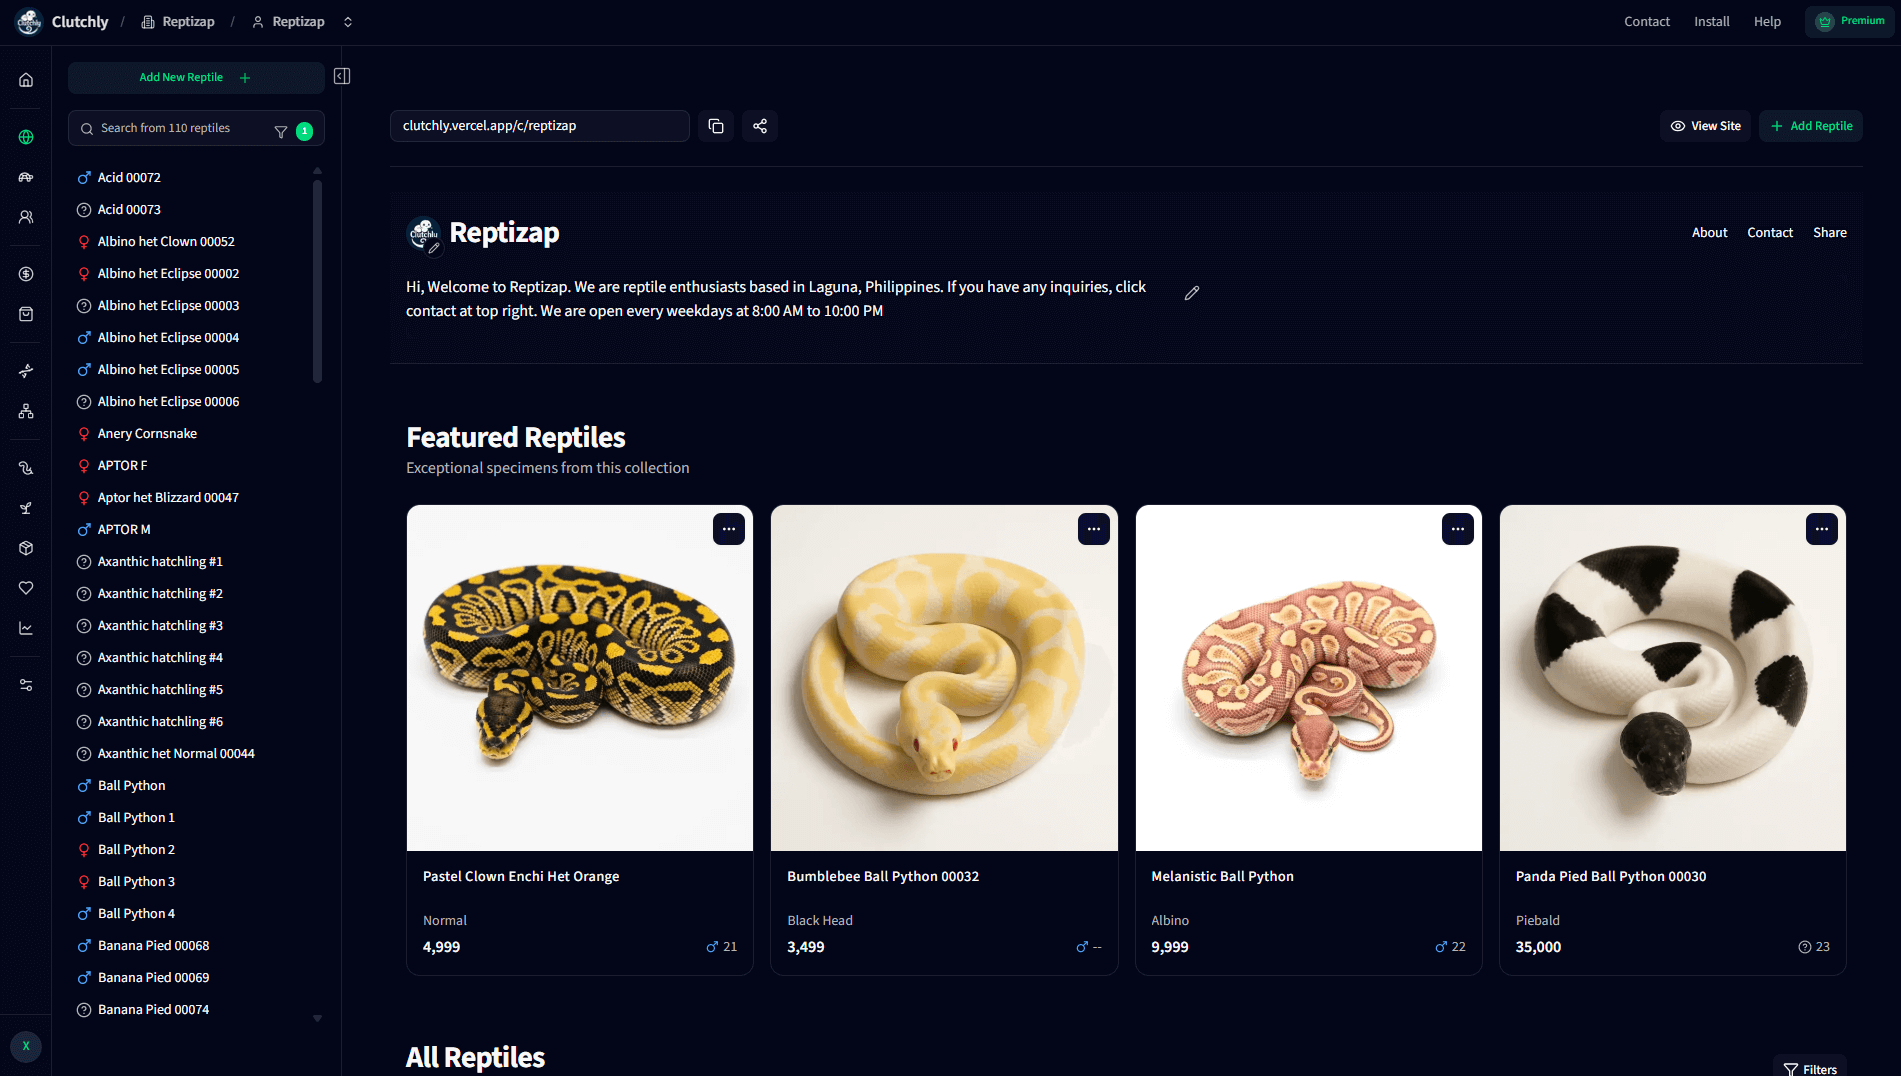 Clutchly / Reptizap / Reptizap
Contact Install Help Premium
Add New Reptile +
Search from 110 reptiles 1
Acid 00072
Acid 00073
Albino het Clown 00052
Albino het Eclipse 00002
Albino het Eclipse 00003
Albino het Eclipse 00004
Albino het Eclipse 00005
Albino het Eclipse 00006
Anery Cornsnake
APTOR F
Aptor het Blizzard 00047
APTOR M
Axanthic hatchling #1
Axanthic hatchling #2
Axanthic hatchling #3
Axanthic hatchling #4
Axanthic hatchling #5
Axanthic hatchling #6
Axanthic het Normal 00044
Ball Python
Ball Python 1
Ball Python 2
Ball Python 3
Ball Python 4
Banana Pied 00068
Banana Pied 00069
Banana Pied 00074
X
clutchly.vercel.app/c/reptizap
View Site
+ Add Reptile
Clutchly
Reptizap
About Contact Share
Hi, Welcome to Reptizap. We are reptile enthusiasts based in Laguna, Philippines. If you have any inquiries, click
contact at top right. We are open every weekdays at 8:00 AM to 10:00 PM
Featured Reptiles
Exceptional specimens from this collection
Pastel Clown Enchi Het Orange
Normal
4,999 21
Bumblebee Ball Python 00032
Black Head
3,499 --
Melanistic Ball Python
Albino
9,999 22
Panda Pied Ball Python 00030
Piebald
35,000 23
All Reptiles
Filters